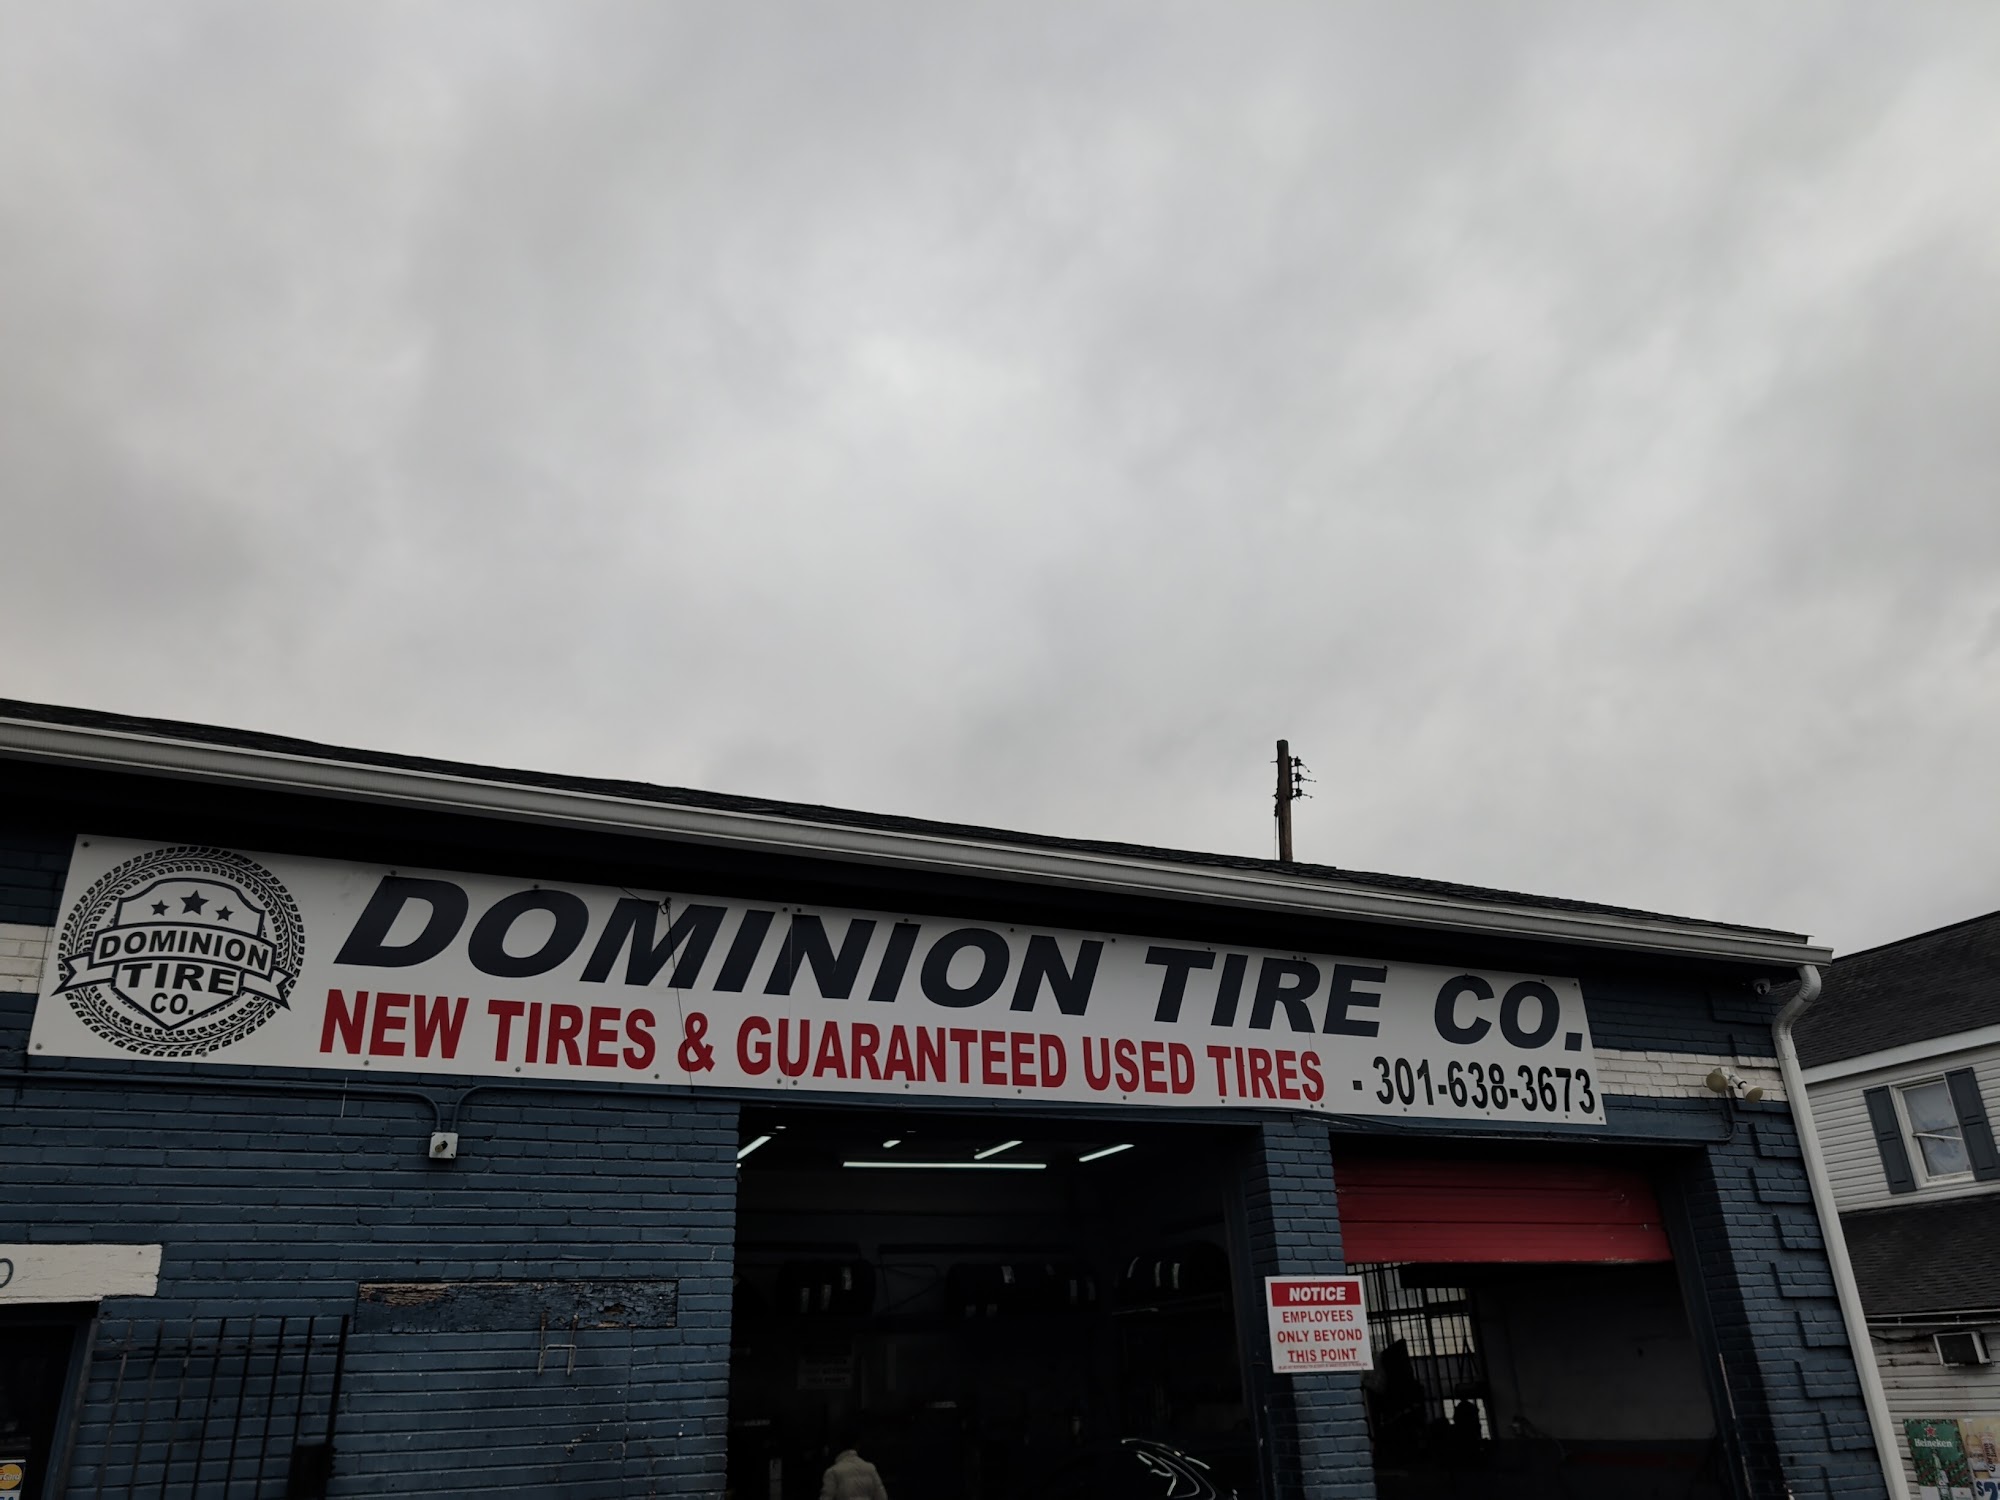 DOMINION
TIRE
CO.
DOMINION TIRE CO.
NEW TIRES & GUARANTEED USED TIRES - 301-638-3673
NOTICE
EMPLOYEES
ONLY BEYOND
THIS POINT
Heineken